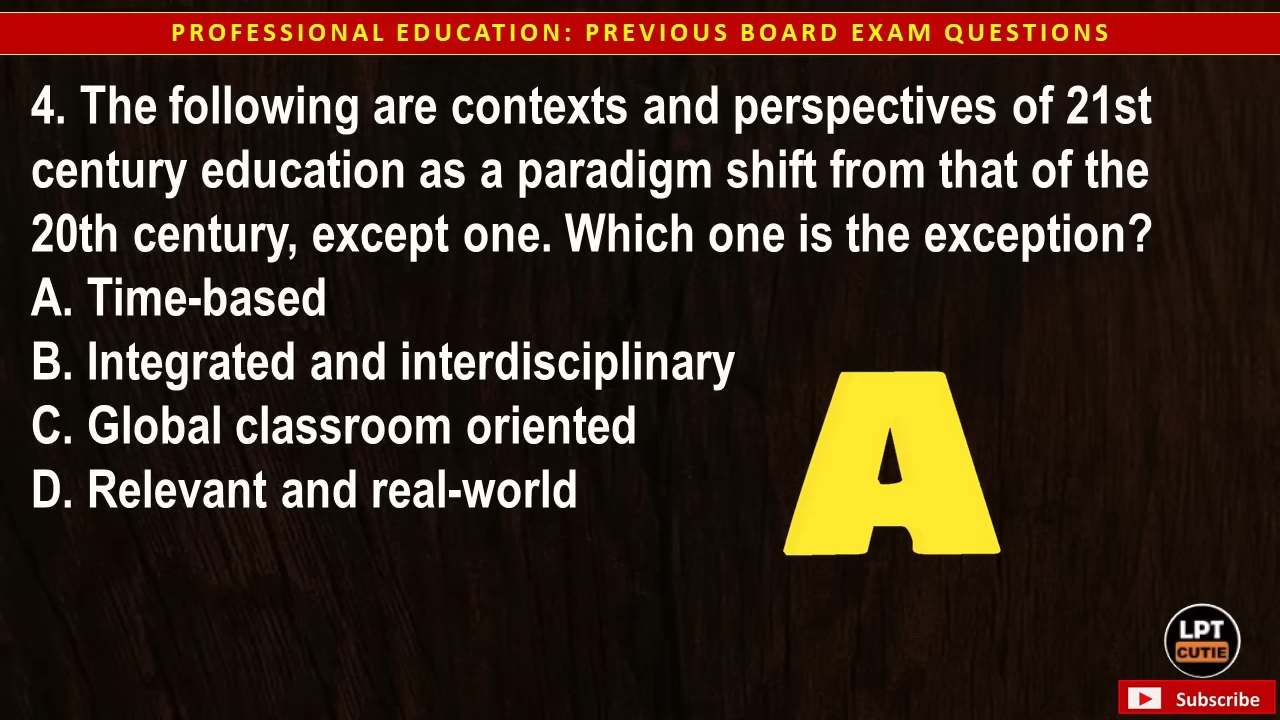 PROFESSIONAL EDUCATION: PREVIOUS BOARD EXAM QUESTIONS
4. The following are contexts and perspectives of 21st
century education as a paradigm shift from that of the
20th century, except one. Which one is the exception?
A. Time-based
B. Integrated and interdisciplinary
C. Global classroom oriented
D. Relevant and real-world
A
LPT
CUTIE
Subscribe